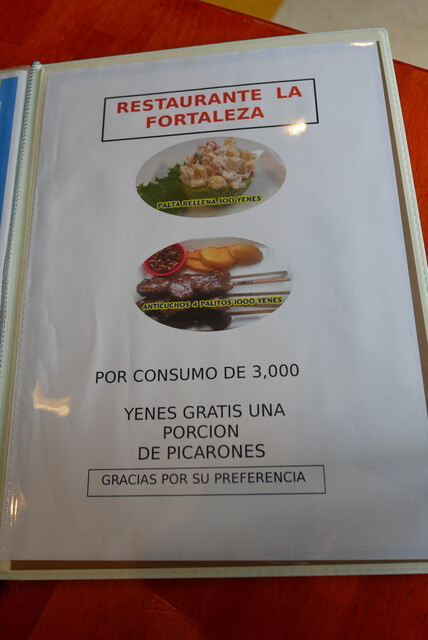 RESTAURANTE LA
FORTALEZA
PALTA RELLENA 300 YENES
ANTICUCHOS 4 PALITOS 1000 YENES
POR CONSUMO DE 3,000
YENES GRATIS UNA
PORCION
DE PICARONES
GRACIAS POR SU PREFERENCIA